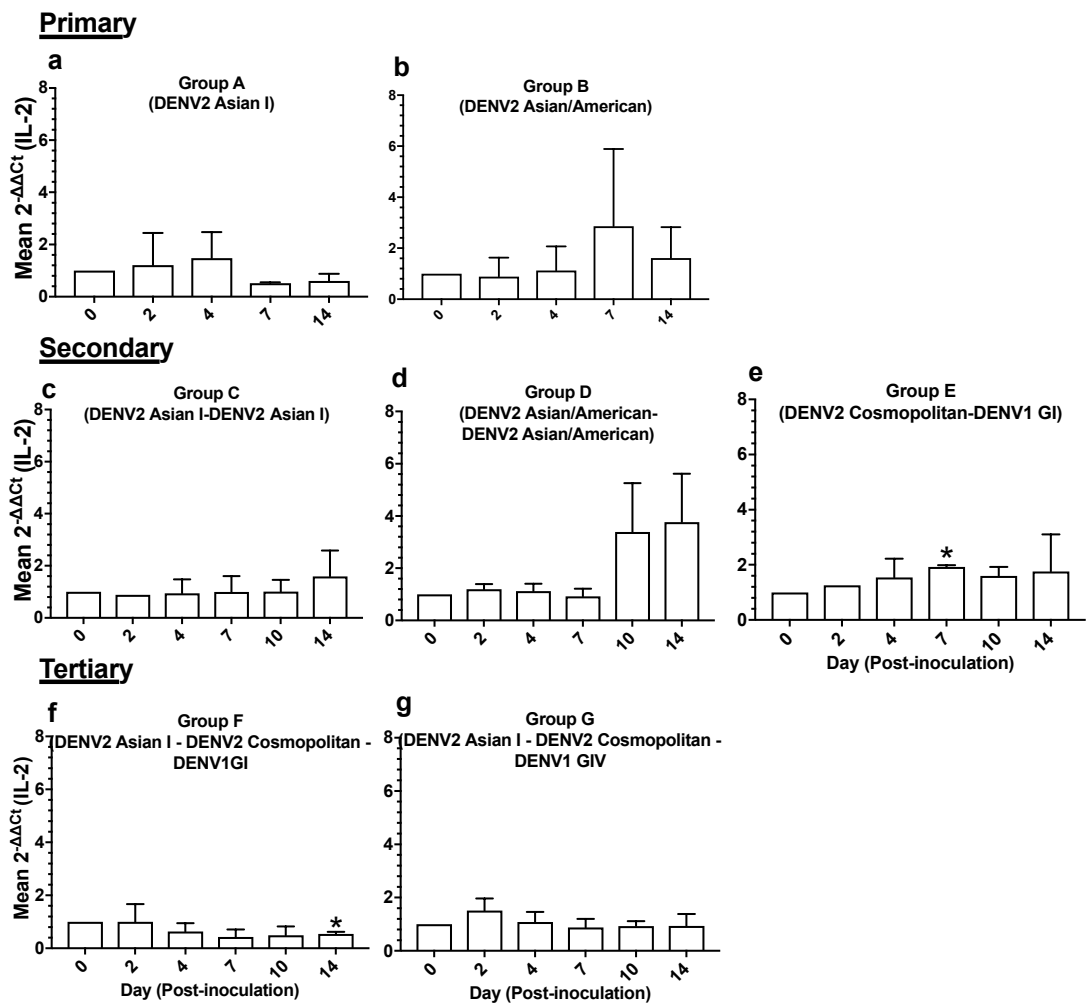 Primary
a
Group A
(DENV2 Asian I)
Mean 2-ΔΔCt (IL-2)
8
6
4
2
0
0 2 4 7 14
b
Group B
(DENV2 Asian/American)
8
6
4
2
0
0 2 4 7 14
Secondary
c
Group C
(DENV2 Asian I-DENV2 Asian I)
Mean 2-ΔΔCt (IL-2)
8
6
4
2
0
0 2 4 7 10 14
d
Group D
(DENV2 Asian/American-
DENV2 Asian/American)
8
6
4
2
0
0 2 4 7 10 14
e
Group E
(DENV2 Cosmopolitan-DENV1 GI)
8
6
4
2
0
*
0 2 4 7 10 14
Day (Post-inoculation)
Tertiary
f
Group F
(DENV2 Asian I - DENV2 Cosmopolitan -
DENV1GI
Mean 2-ΔΔCt (IL-2)
8
6
4
2
0
*
0 2 4 7 10 14
Day (Post-inoculation)
g
Group G
(DENV2 Asian I - DENV2 Cosmopolitan -
DENV1 GIV
8
6
4
2
0
0 2 4 7 10 14
Day (Post-inoculation)